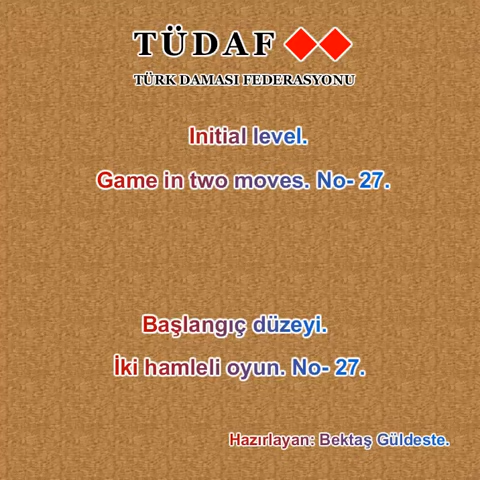 TÜDAF
TÜRK DAMASI FEDERASYONU
Initial level.
Game in two moves. No- 27.
Başlangıç düzeyi.
İki hamleli oyun. No- 27.
Hazırlayan: Bektaş Güldeste.